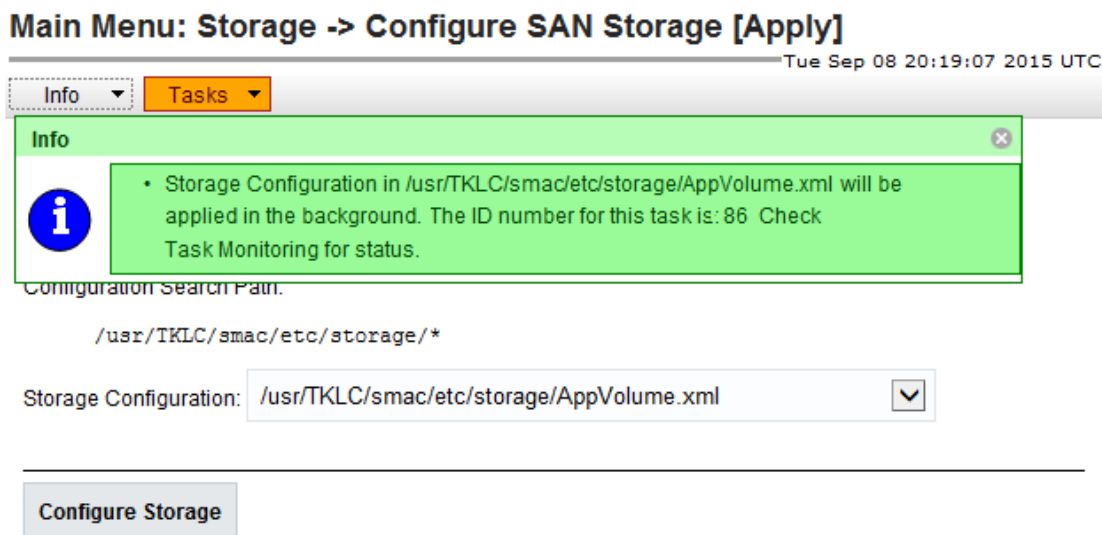 Main Menu: Storage -> Configure SAN Storage [Apply]
Tue Sep 08 20:19:07 2015 UTC
Info Tasks
Info
• Storage Configuration in /usr/TKLC/smac/etc/storage/AppVolume.xml will be
applied in the background. The ID number for this task is: 86 Check
Task Monitoring for status.
Configuration Search Path:
/usr/TKLC/smac/etc/storage/*
Storage Configuration: /usr/TKLC/smac/etc/storage/AppVolume.xml
Configure Storage